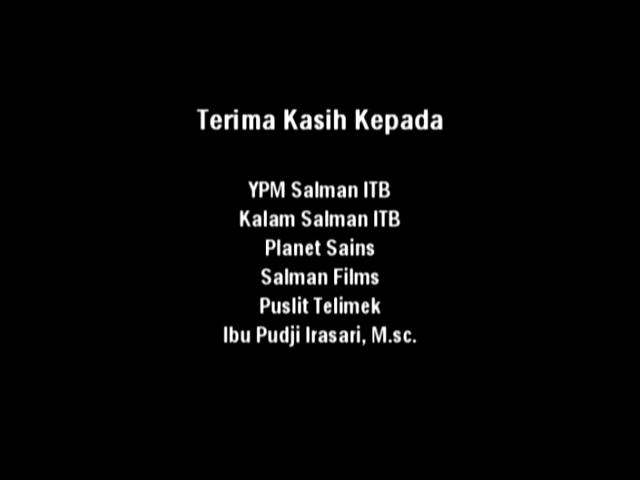 Terima Kasih Kepada
YPM Salman ITB
Kalam Salman ITB
Planet Sains
Salman Films
Puslit Telimek
Ibu Pudji Irasari, M.sc.